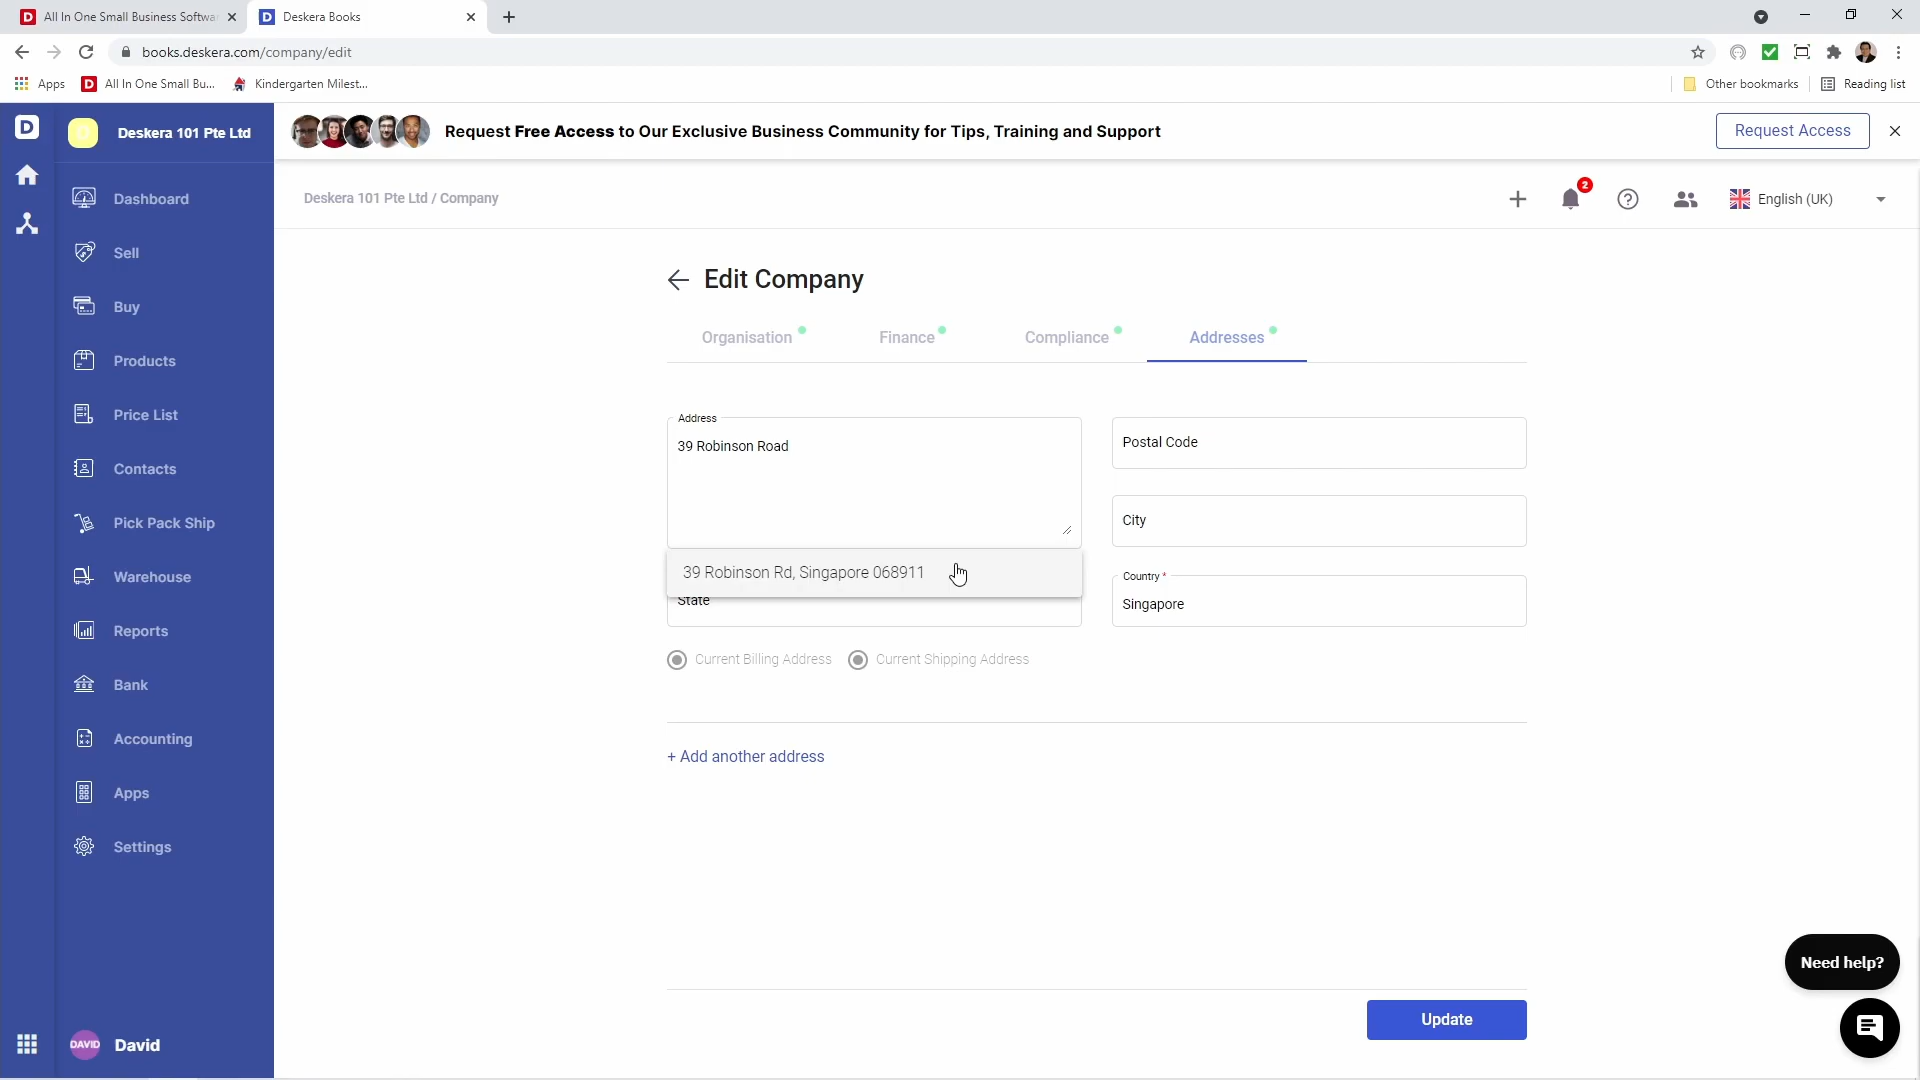 All In One Small Business Softwa
Deskera Books
books.deskera.com/company/edit
Apps
All In One Small Bu...
Kindergarten Milest...
Other bookmarks
Reading list
Deskera 101 Pte Ltd
Request Free Access to Our Exclusive Business Community for Tips, Training and Support
Request Access
Dashboard
Sell
Buy
Products
Price List
Contacts
Pick Pack Ship
Warehouse
Reports
Bank
Accounting
Apps
Settings
DAVID
David
Deskera 101 Pte Ltd / Company
2
English (UK)
Edit Company
Organisation
Finance
Compliance
Addresses
Address
39 Robinson Road
Postal Code
City
39 Robinson Rd, Singapore 068911
State
Country *
Singapore
Current Billing Address
Current Shipping Address
+ Add another address
Need help?
Update